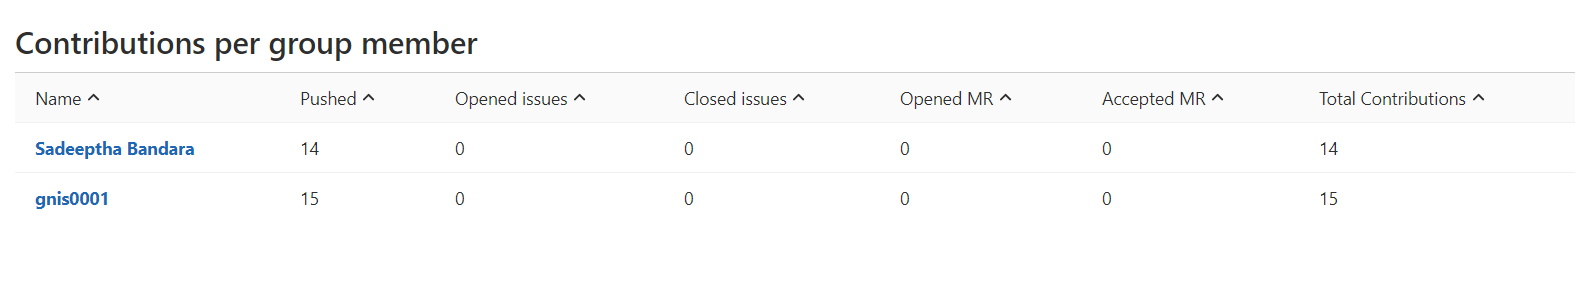 Contributions per group member
Name Pushed Opened issues Closed issues Opened MR Accepted MR Total Contributions
Sadeeptha Bandara 14 0 0 0 0 14
gnis0001 15 0 0 0 0 15